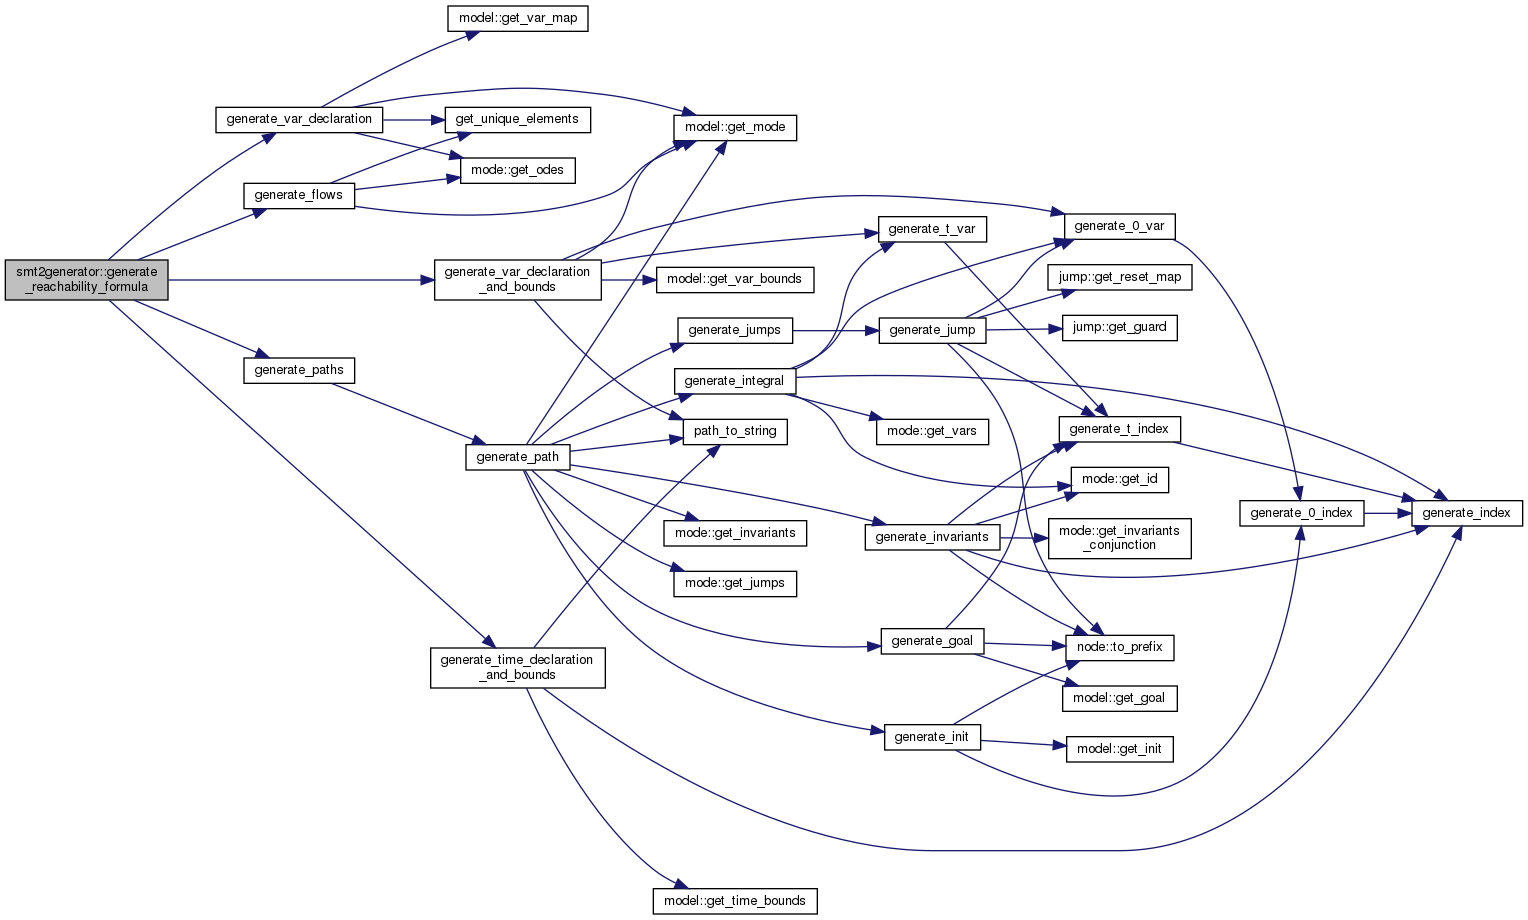 smt2generator::generate
_reachability_formula
generate_var_declaration
generate_flows
generate_paths
model::get_var_map
get_unique_elements
mode::get_odes
generate_var_declaration
_and_bounds
generate_path
generate_time_declaration
_and_bounds
model::get_mode
model::get_var_bounds
generate_jumps
generate_integral
path_to_string
mode::get_invariants
mode::get_jumps
model::get_time_bounds
generate_t_var
generate_jump
mode::get_vars
generate_invariants
generate_goal
generate_init
generate_0_var
jump::get_reset_map
jump::get_guard
generate_t_index
mode::get_id
mode::get_invariants
_conjunction
node::to_prefix
model::get_goal
model::get_init
generate_0_index
generate_index